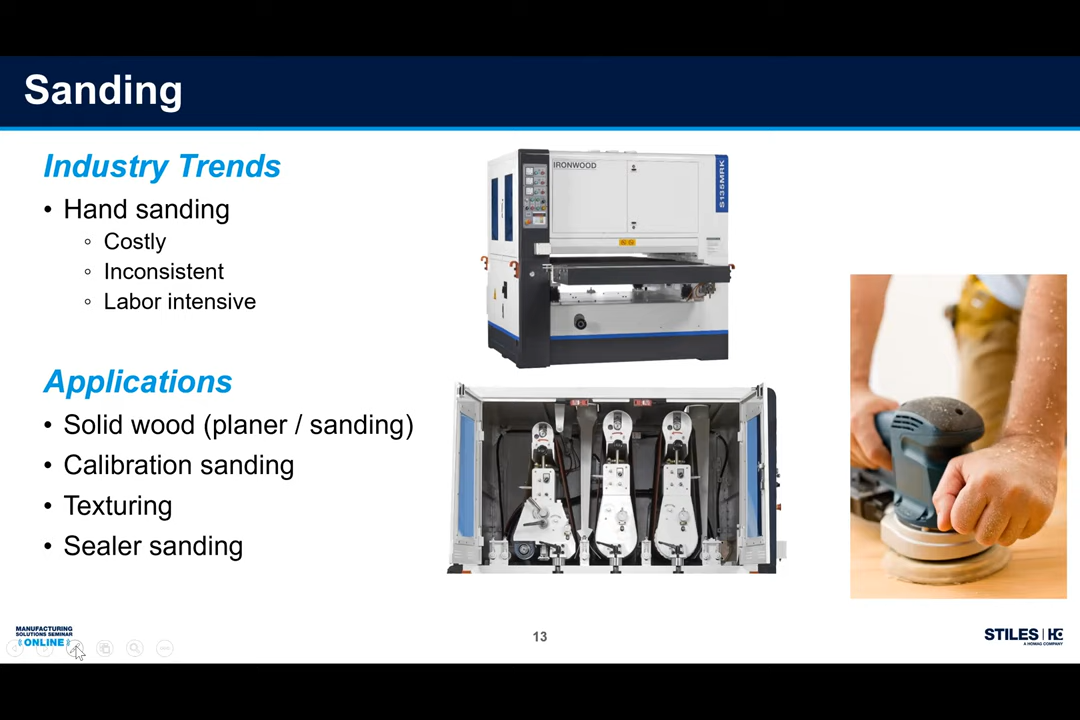 Sanding
Industry Trends
• Hand sanding
◦ Costly
◦ Inconsistent
◦ Labor intensive
Applications
• Solid wood (planer / sanding)
• Calibration sanding
• Texturing
• Sealer sanding
IRONWOOD
S135MRK
MANUFACTURING
SOLUTIONS SEMINAR
ONLINE
13
STILES | HC
A HOMAG COMPANY